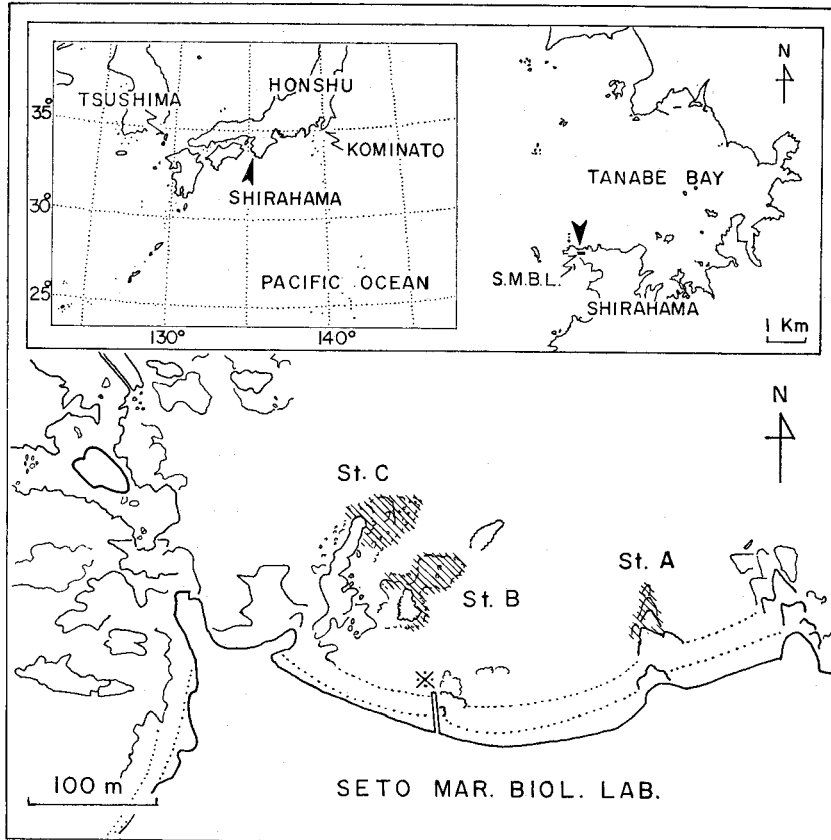 HONSHU
TSUSHIMA
35°
KOMINATO
SHIRAHAMA
30°
PACIFIC OCEAN
25°
130°
140°
N
TANABE BAY
S.M.B.L.
SHIRAHAMA
1 Km
N
St. C
St. A
St. B
100 m
SETO MAR. BIOL. LAB.